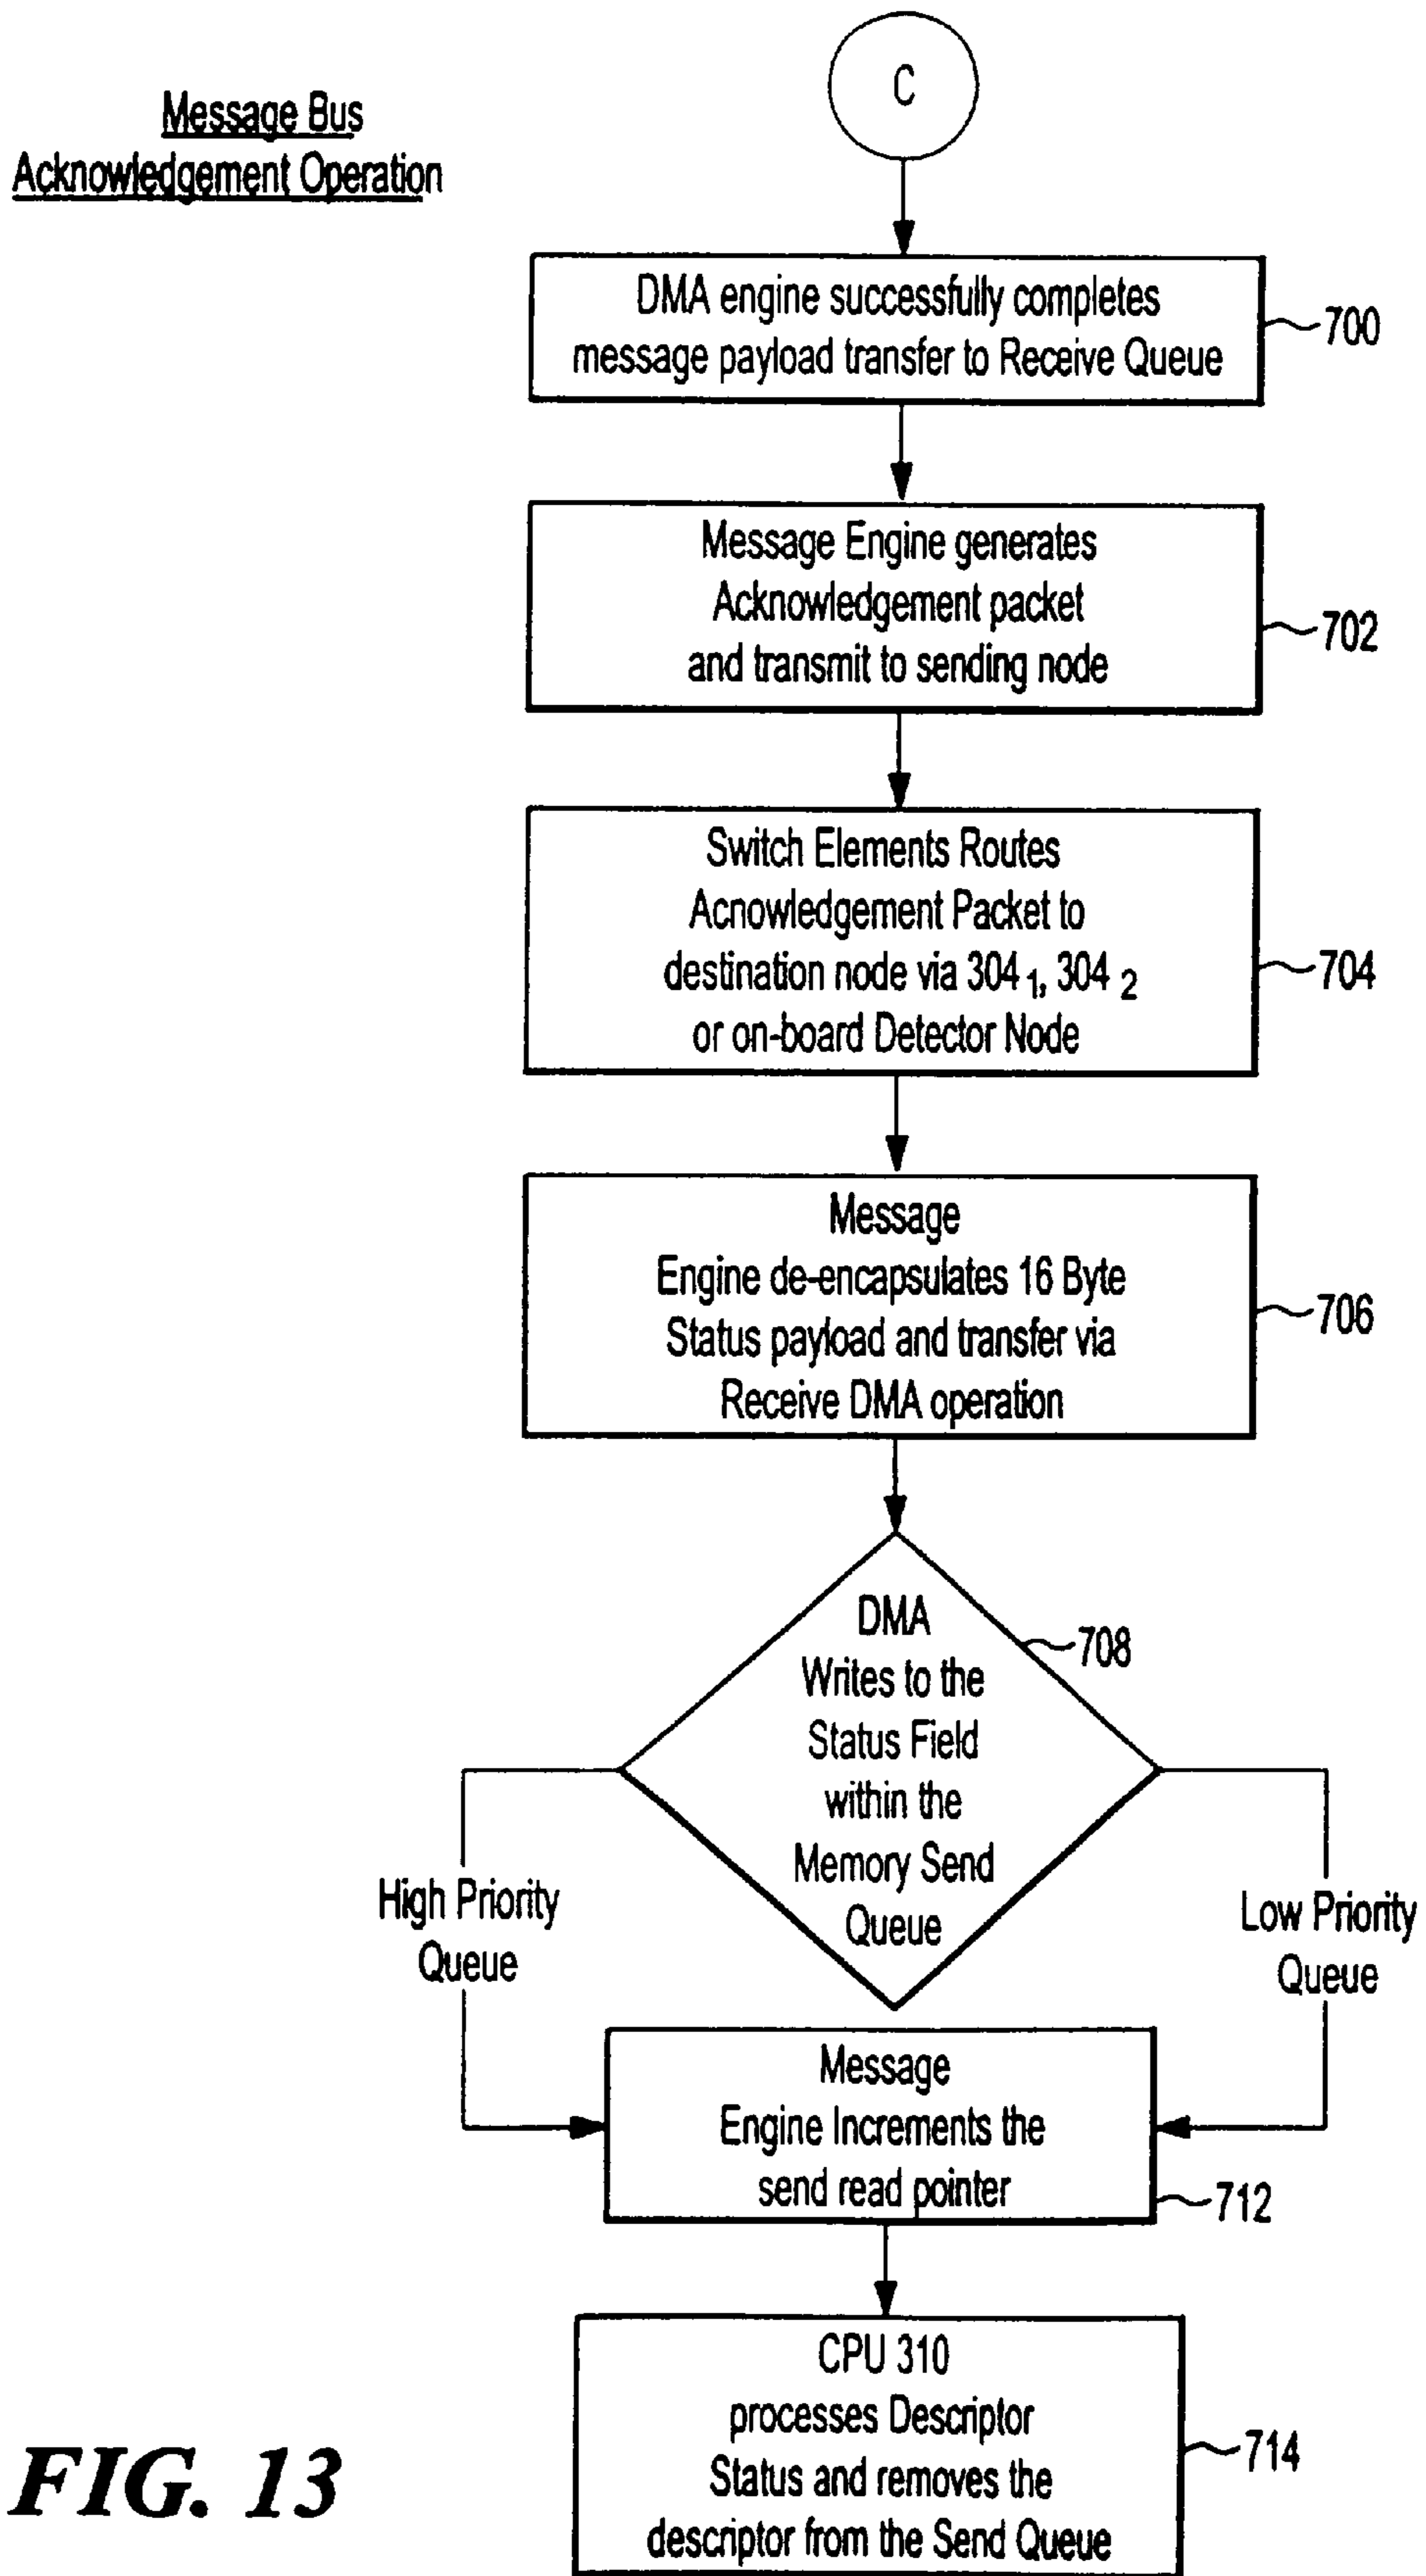 Message Bus
Acknowledgement Operation
C
DMA engine successfully completes
message payload transfer to Receive Queue
700
Message Engine generates
Acknowledgement packet
and transmit to sending node
702
Switch Elements Routes
Acnowledgement Packet to
destination node via 304 1, 304 2
or on-board Detector Node
704
Message
Engine de-encapsulates 16 Byte
Status payload and transfer via
Receive DMA operation
706
DMA
Writes to the
Status Field
within the
Memory Send
Queue
708
High Priority
Queue
Low Priority
Queue
Message
Engine Increments the
send read pointer
712
CPU 310
processes Descriptor
Status and removes the
descriptor from the Send Queue
714
FIG. 13